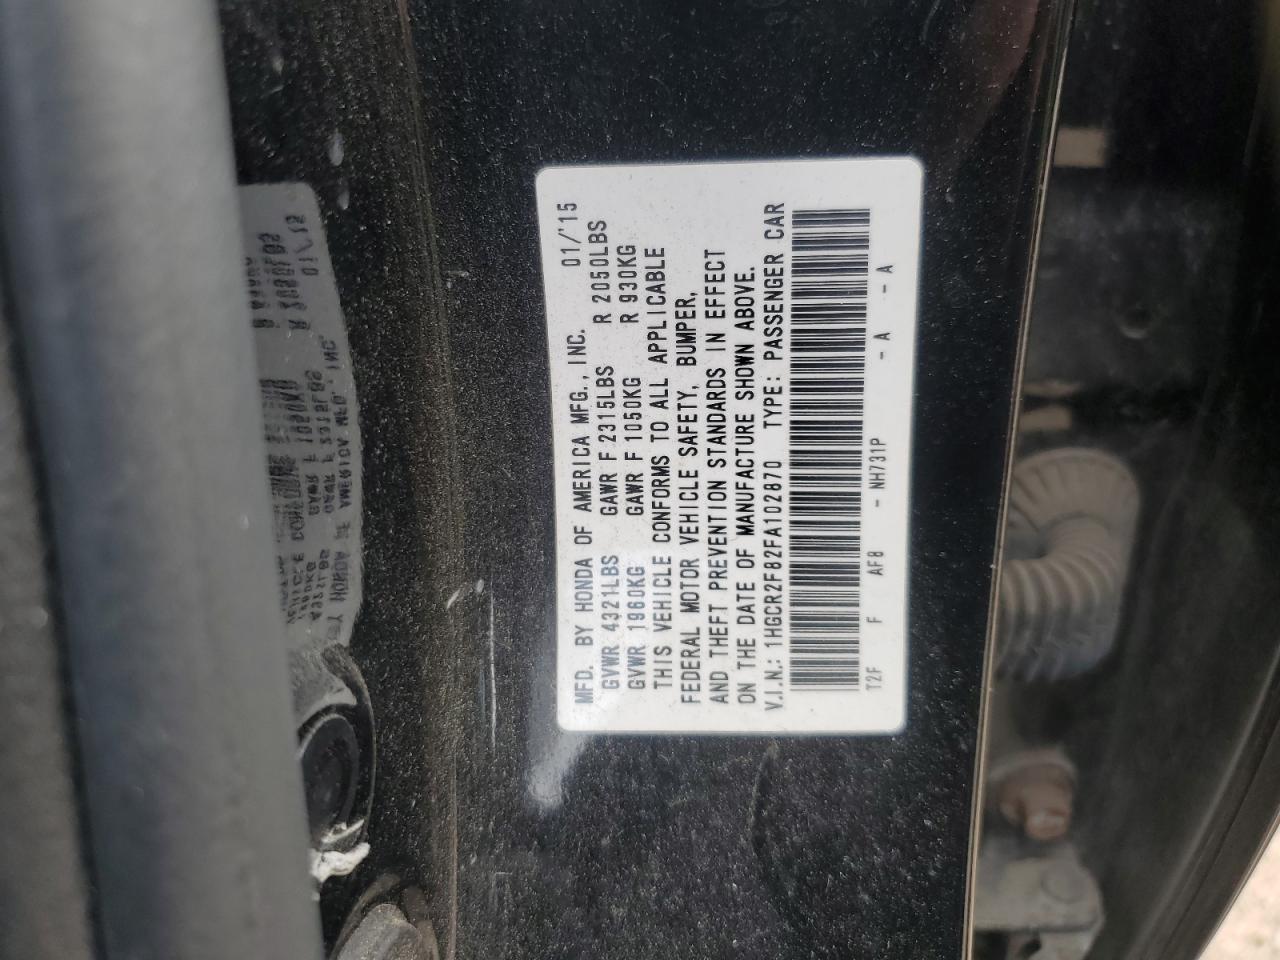 MFD. BY HONDA OF AMERICA MFG., INC. 01/'15
GVWR 4321LBS GAWR F 2315LBS R 2050LBS
GVWR 1960KG GAWR F 1050KG R 930KG
THIS VEHICLE CONFORMS TO ALL APPLICABLE
FEDERAL MOTOR VEHICLE SAFETY, BUMPER,
AND THEFT PREVENTION STANDARDS IN EFFECT
ON THE DATE OF MANUFACTURE SHOWN ABOVE.
V.I.N.: 1HGCR2F82FA102870 TYPE: PASSENGER CAR
T2F F AF8 - NH731P - A - A